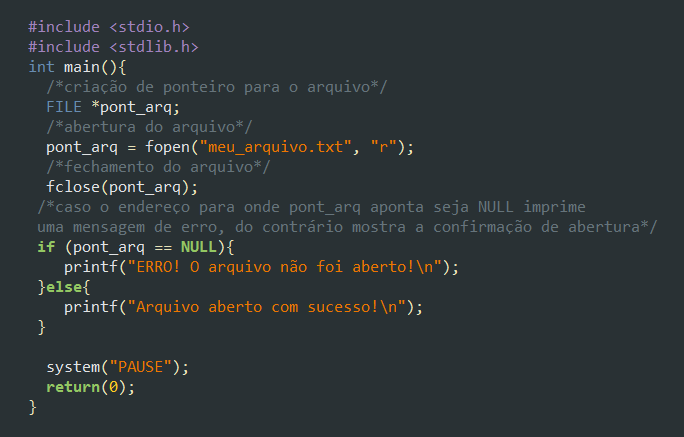 #include <stdio.h>
#include <stdlib.h>
int main(){
  /*criação de ponteiro para o arquivo*/
  FILE *pont_arq;
  /*abertura do arquivo*/
  pont_arq = fopen("meu_arquivo.txt", "r");
  /*fechamento do arquivo*/
  fclose(pont_arq);
 /*caso o endereço para onde pont_arq aponta seja NULL imprime
 uma mensagem de erro, do contrário mostra a confirmação de abertura*/
 if (pont_arq == NULL){
    printf("ERRO! O arquivo não foi aberto!\n");
 }else{
    printf("Arquivo aberto com sucesso!\n");
 }
  system("PAUSE");
  return(0);
}